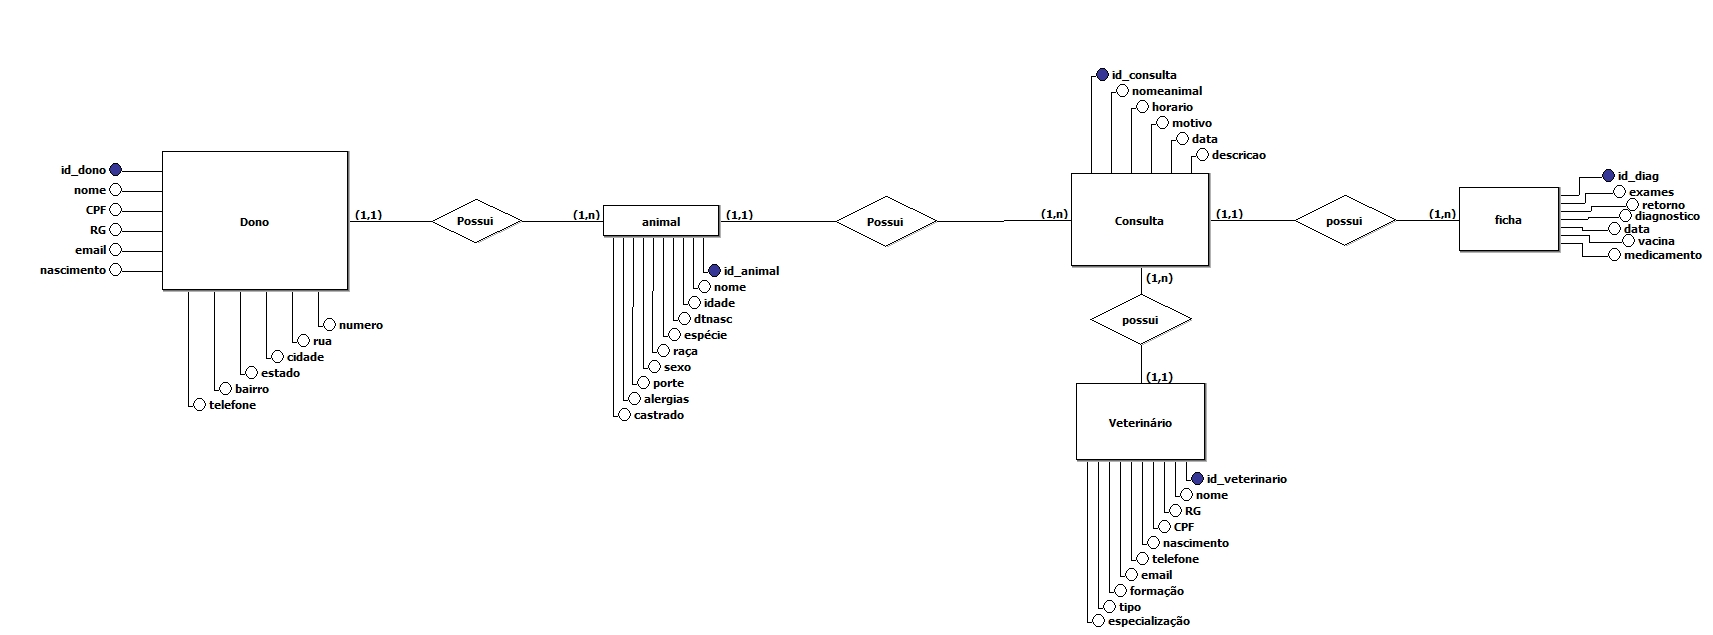 id_dono
nome
CPF
RG
email
nascimento
Dono
numero
rua
cidade
estado
bairro
telefone
(1,1)
Possui
(1,n)
animal
id_animal
nome
idade
dtnasc
espécie
raça
sexo
porte
alergias
castrado
(1,1)
Possui
(1,n)
id_consulta
nomeanimal
horario
motivo
data
descricao
Consulta
(1,1)
possui
(1,n)
ficha
id_diag
exames
retorno
diagnostico
data
vacina
medicamento
(1,n)
possui
(1,1)
Veterinário
id_veterinario
nome
RG
CPF
nascimento
telefone
email
formação
tipo
especialização